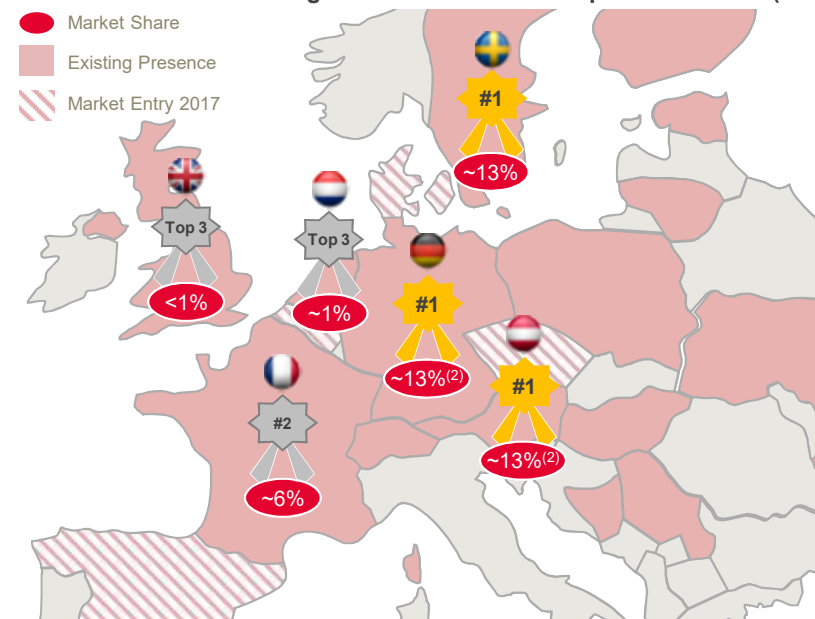 Market Share
Existing Presence
Market Entry 2017
#1
~13%
Top 3
<1%
Top 3
~1%
#1
~13%(2)
#1
~13%(2)
#2
~6%